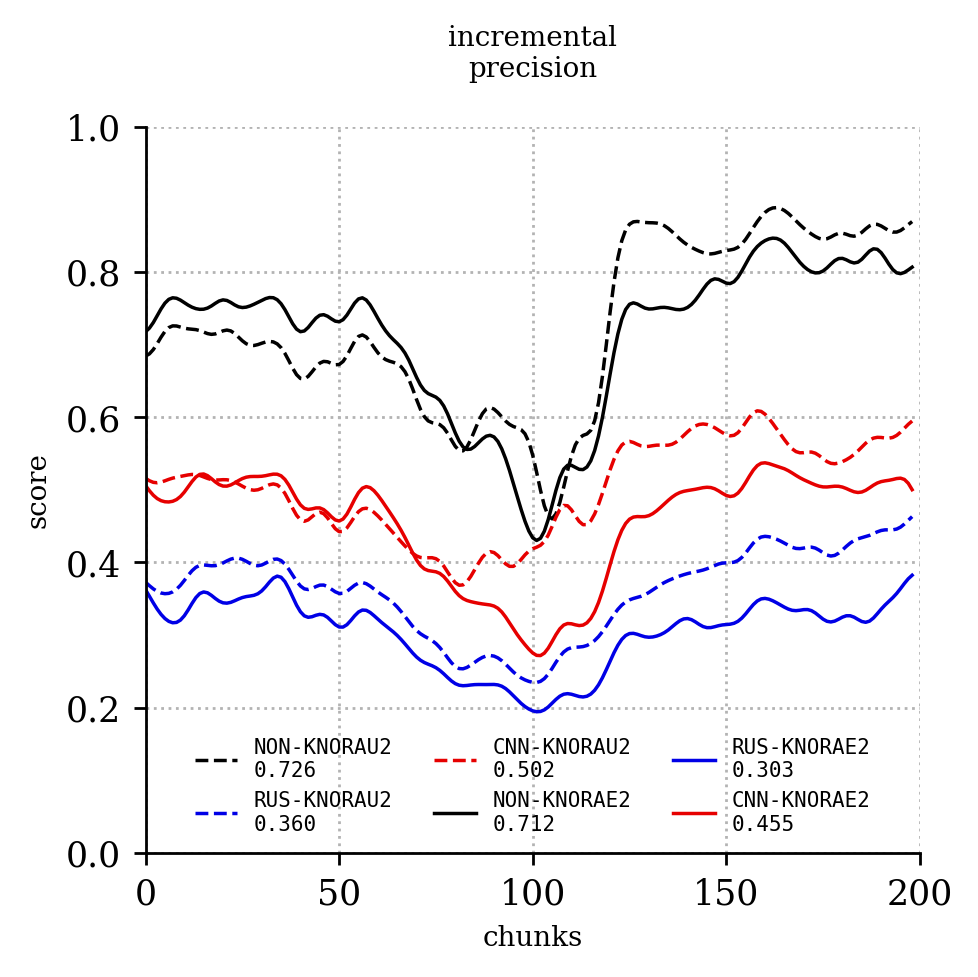 incremental
precision
1.0
0.8
0.6
0.4
0.2
0.0
score
NON-KNORAU2
0.726
RUS-KNORAU2
0.360
CNN-KNORAU2
0.502
NON-KNORAE2
0.712
RUS-KNORAE2
0.303
CNN-KNORAE2
0.455
0 50 100 150 200
chunks